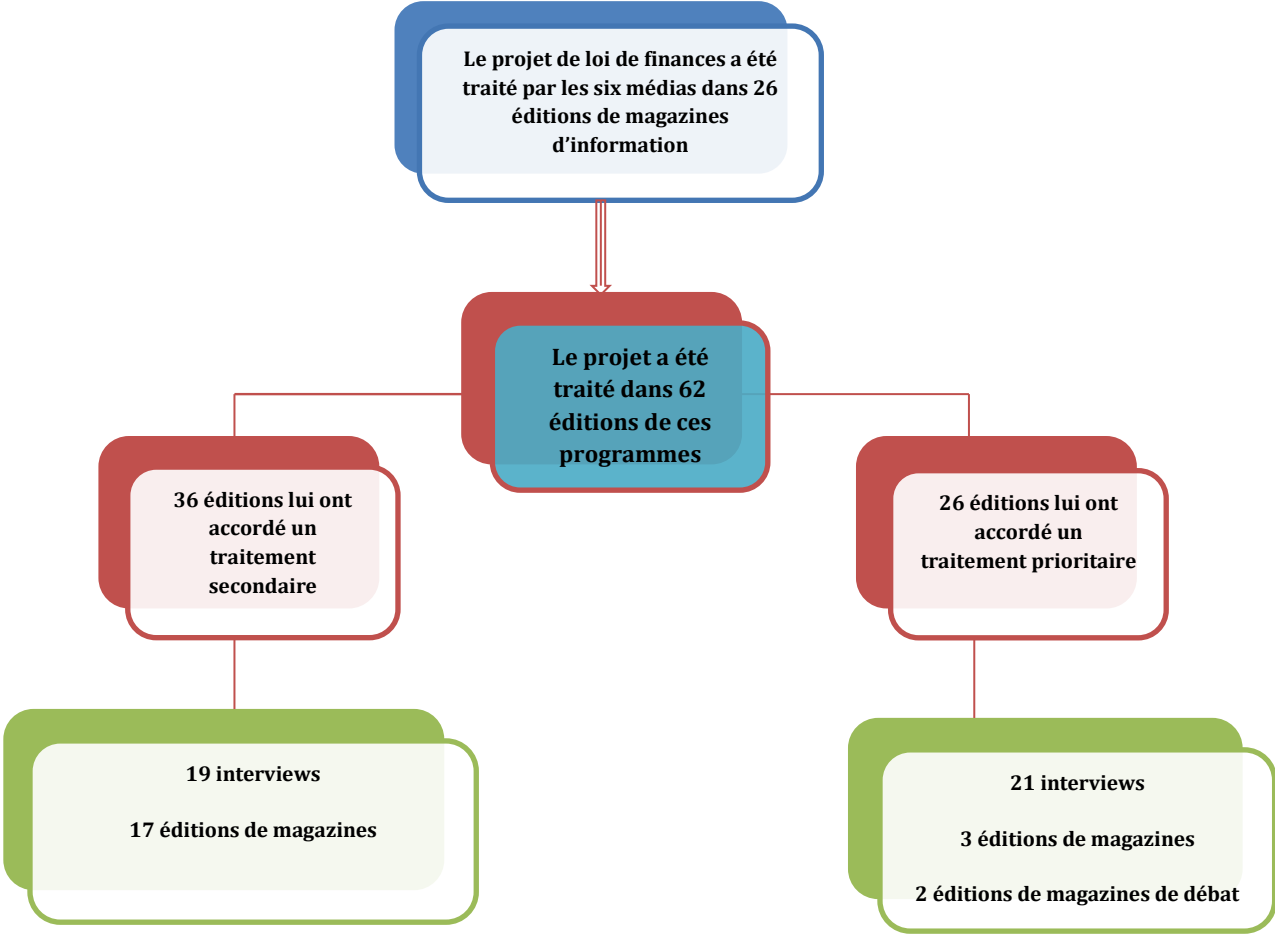 Le projet de loi de finances a été
traité par les six médias dans 26
éditions de magazines
d’information
Le projet a été
traité dans 62
éditions de ces
programmes
36 éditions lui ont
accordé un
traitement
secondaire
26 éditions lui ont
accordé un
traitement prioritaire
19 interviews
17 éditions de magazines
21 interviews
3 éditions de magazines
2 éditions de magazines de débat